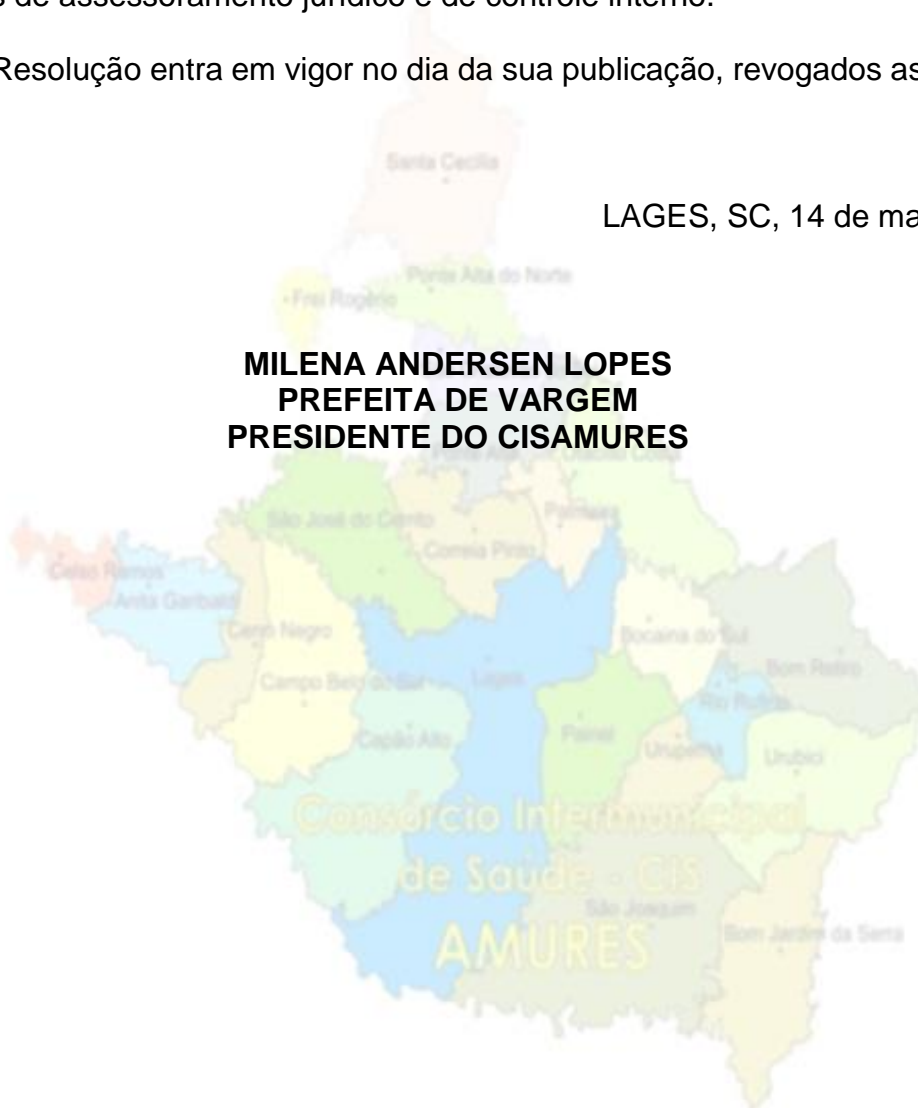 s de assessoramento jurídico e de controle interno.
Resolução entra em vigor no dia da sua publicação, revogados as
LAGES, SC, 14 de ma
MILENA ANDERSEN LOPES
PREFEITA DE VARGEM
PRESIDENTE DO CISAMURES
Santa Cecília
Ponte Alta do Norte
Frei Rogério
São José do Cerrito
Palmeira
Correia Pinto
Celso Ramos
Anita Garibaldi
Cerro Negro
Bocaina do Sul
Bom Retiro
Campo Belo do Sul
Lages
Rio Rufino
Capão Alto
Painel
Urupema
Urubici
Consórcio Intermunicipal
de Saúde - CIS
AMURES
São Joaquim
Bom Jardim da Serra